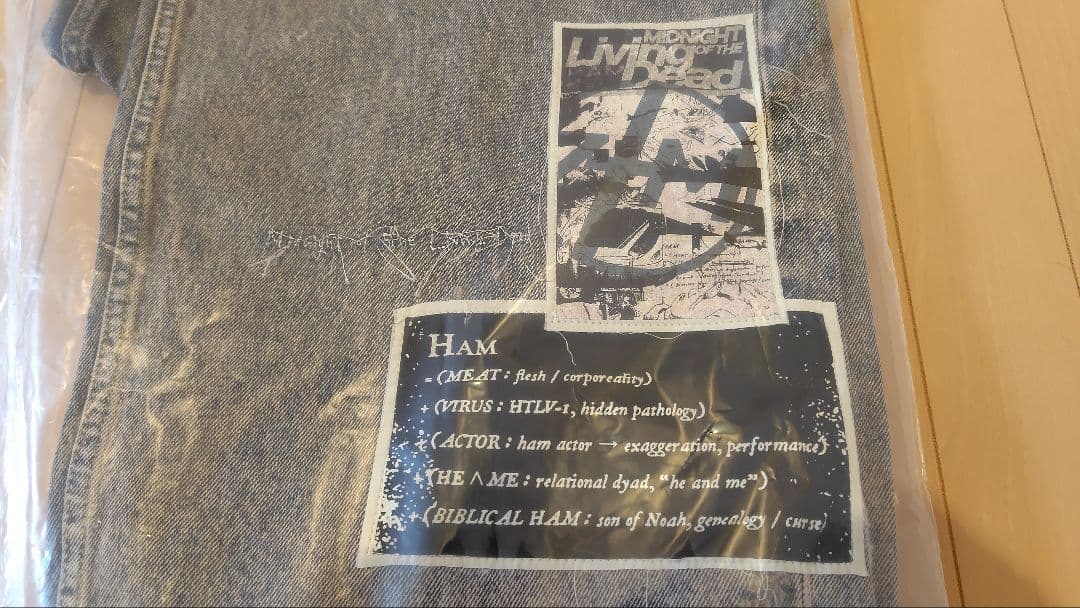 MIDNIGHT
Living OF THE
Dead
HAM
= (MEAT : flesh / corporeality)
+ (VIRUS : HTLV-1, hidden pathology)
+ (ACTOR : ham actor → exaggeration, performance)
+ (HE ∧ ME : relational dyad, “he and me”)
+ (BIBLICAL HAM : son of Noah, genealogy / curse)